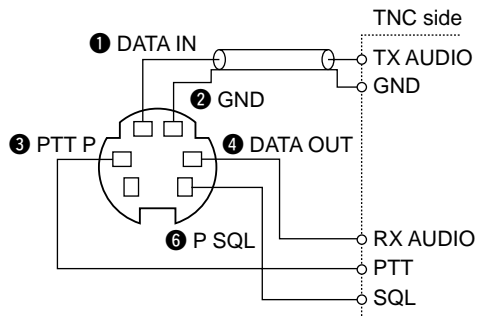 TNC side
❶ DATA IN
TX AUDIO
❷ GND
GND
❸ PTT P
❹ DATA OUT
❻ P SQL
RX AUDIO
PTT
SQL